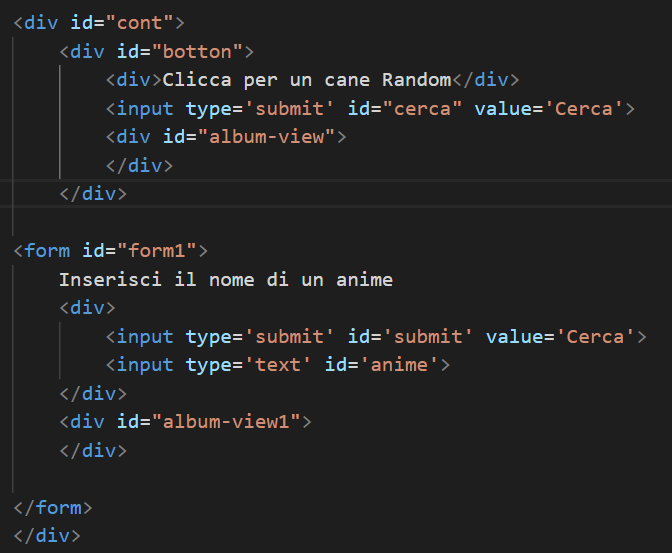 <div id="cont">
    <div id="botton">
        <div>Clicca per un cane Random</div>
        <input type='submit' id="cerca" value='Cerca'>
        <div id="album-view">
        </div>
    </div>

<form id="form1">
    Inserisci il nome di un anime
    <div>
        <input type='submit' id='submit' value='Cerca'>
        <input type='text' id='anime'>
    </div>
    <div id="album-view1">
    </div>

</form>
</div>